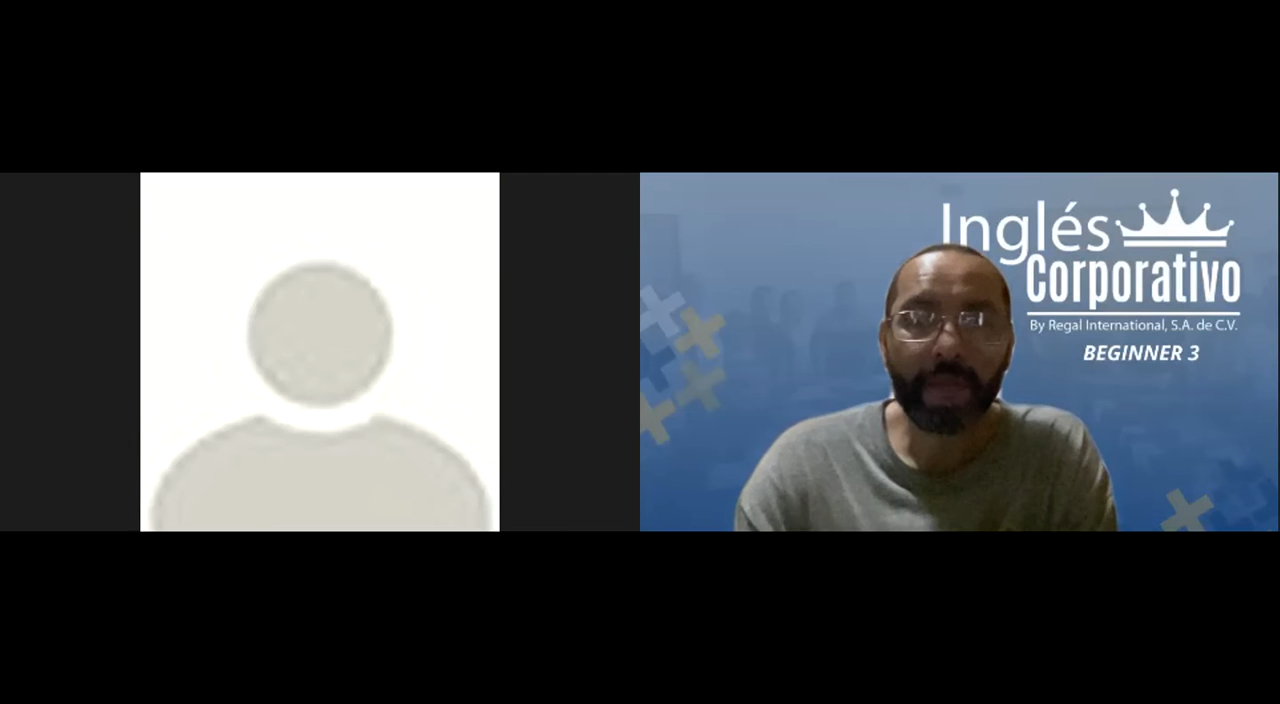 Inglés
Corporativo
By Regal International, S.A. de C.V.
BEGINNER 3